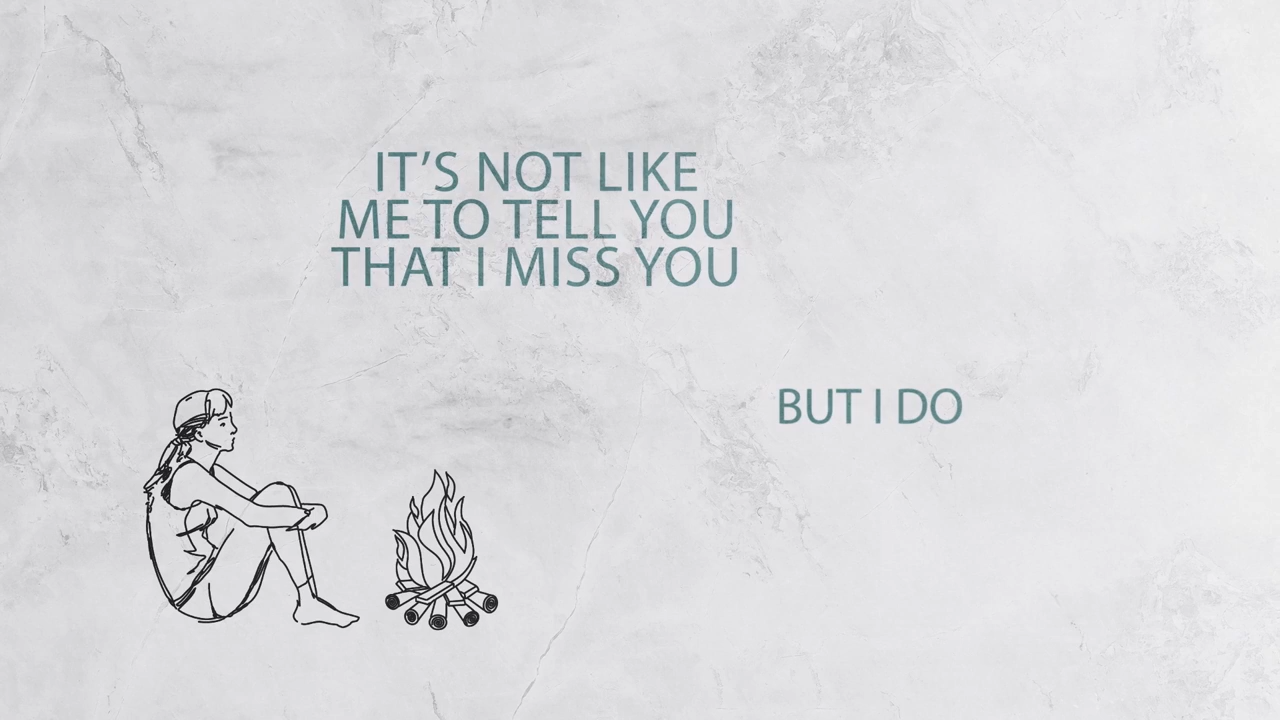 IT’S NOT LIKE
ME TO TELL YOU
THAT I MISS YOU
BUT I DO